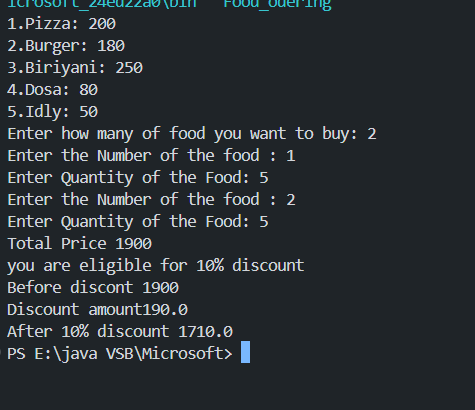 icrosoft_24ed22a0\bin' 'Food_odering'
1.Pizza: 200
2.Burger: 180
3.Biriyani: 250
4.Dosa: 80
5.Idly: 50
Enter how many of food you want to buy: 2
Enter the Number of the food : 1
Enter Quantity of the Food: 5
Enter the Number of the food : 2
Enter Quantity of the Food: 5
Total Price 1900
you are eligible for 10% discount
Before discont 1900
Discount amount190.0
After 10% discount 1710.0
PS E:\java VSB\Microsoft>